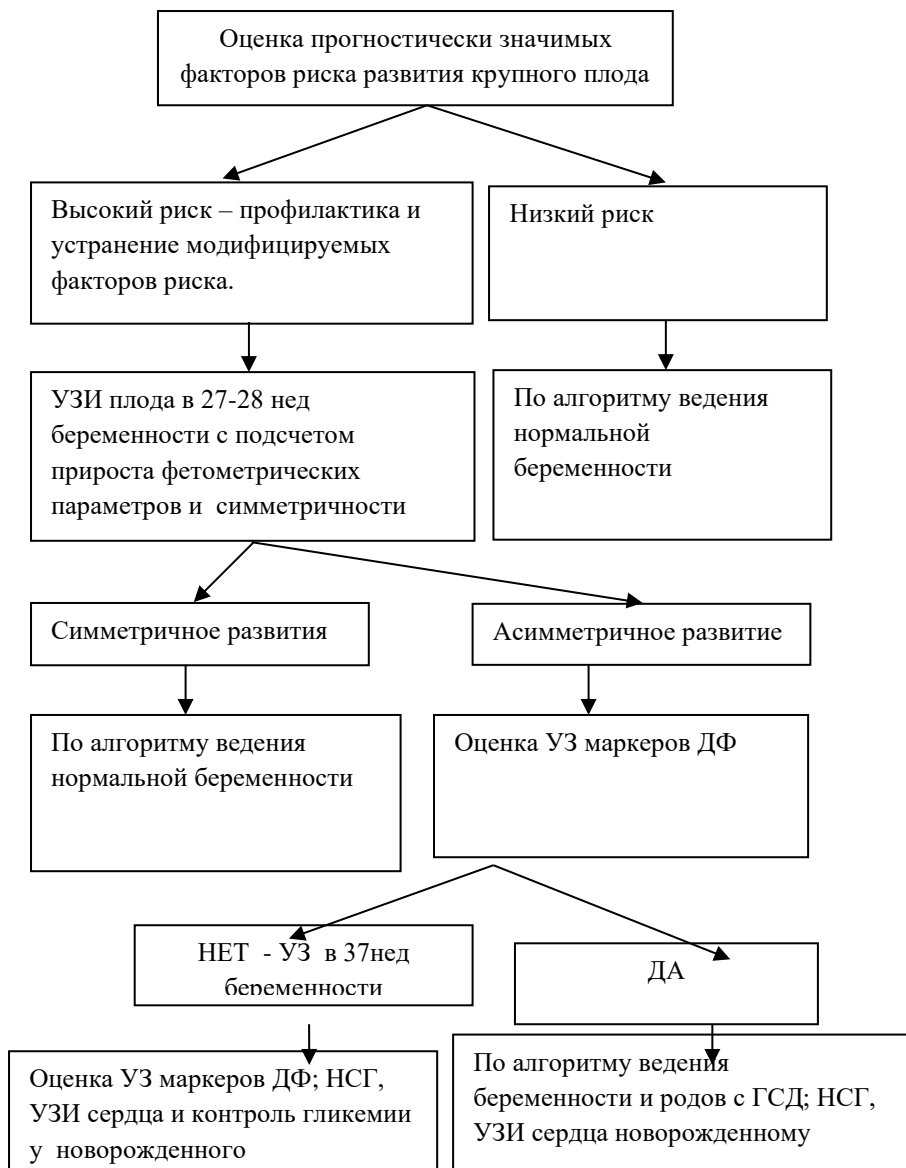 Оценка прогностически значимых
факторов риска развития крупного плода
Высокий риск – профилактика и
устранение модифицируемых
факторов риска.
Низкий риск
УЗИ плода в 27-28 нед
беременности с подсчетом
прироста фетометрических
параметров и симметричности
По алгоритму ведения
нормальной
беременности
Симметричное развития
Асимметричное развитие
По алгоритму ведения
нормальной беременности
Оценка УЗ маркеров ДФ
НЕТ - УЗ в 37нед
беременности
ДА
Оценка УЗ маркеров ДФ; НСГ,
УЗИ сердца и контроль гликемии
у новорожденного
По алгоритму ведения
беременности и родов с ГСД; НСГ,
УЗИ сердца новорожденному